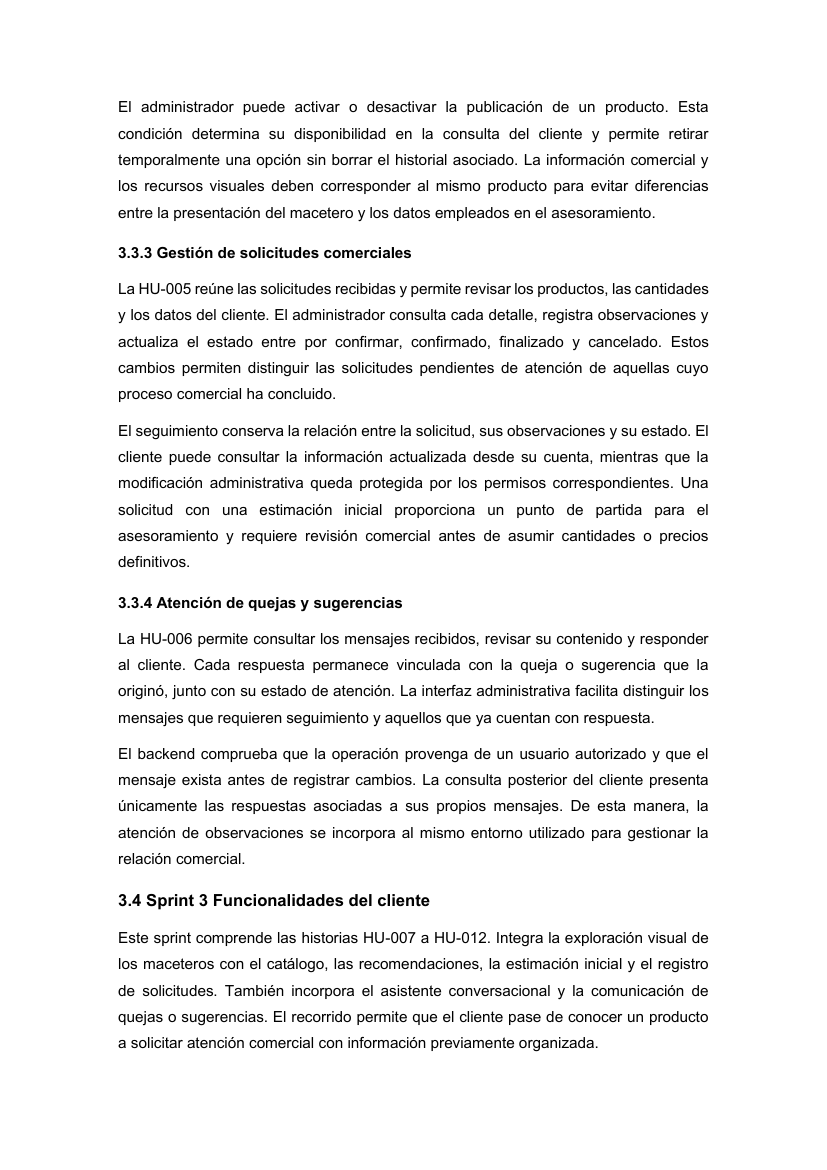 El administrador puede activar o desactivar la publicación de un producto. Esta
condición determina su disponibilidad en la consulta del cliente y permite retirar
temporalmente una opción sin borrar el historial asociado. La información comercial y
los recursos visuales deben corresponder al mismo producto para evitar diferencias
entre la presentación del macetero y los datos empleados en el asesoramiento.
3.3.3 Gestión de solicitudes comerciales
La HU-005 reúne las solicitudes recibidas y permite revisar los productos, las cantidades
y los datos del cliente. El administrador consulta cada detalle, registra observaciones y
actualiza el estado entre por confirmar, confirmado, finalizado y cancelado. Estos
cambios permiten distinguir las solicitudes pendientes de atención de aquellas cuyo
proceso comercial ha concluido.
El seguimiento conserva la relación entre la solicitud, sus observaciones y su estado. El
cliente puede consultar la información actualizada desde su cuenta, mientras que la
modificación administrativa queda protegida por los permisos correspondientes. Una
solicitud con una estimación inicial proporciona un punto de partida para el
asesoramiento y requiere revisión comercial antes de asumir cantidades o precios
definitivos.
3.3.4 Atención de quejas y sugerencias
La HU-006 permite consultar los mensajes recibidos, revisar su contenido y responder
al cliente. Cada respuesta permanece vinculada con la queja o sugerencia que la
originó, junto con su estado de atención. La interfaz administrativa facilita distinguir los
mensajes que requieren seguimiento y aquellos que ya cuentan con respuesta.
El backend comprueba que la operación provenga de un usuario autorizado y que el
mensaje exista antes de registrar cambios. La consulta posterior del cliente presenta
únicamente las respuestas asociadas a sus propios mensajes. De esta manera, la
atención de observaciones se incorpora al mismo entorno utilizado para gestionar la
relación comercial.
3.4 Sprint 3 Funcionalidades del cliente
Este sprint comprende las historias HU-007 a HU-012. Integra la exploración visual de
los maceteros con el catálogo, las recomendaciones, la estimación inicial y el registro
de solicitudes. También incorpora el asistente conversacional y la comunicación de
quejas o sugerencias. El recorrido permite que el cliente pase de conocer un producto
a solicitar atención comercial con información previamente organizada.